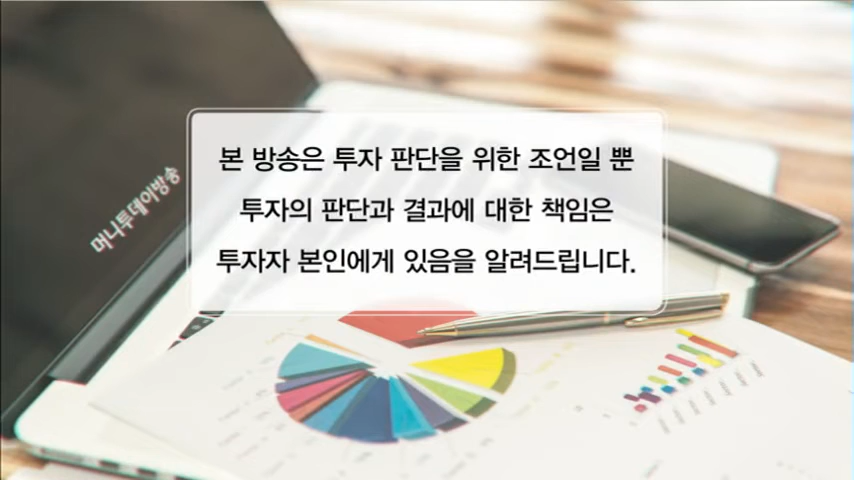 본 방송은 투자 판단을 위한 조언일 뿐
투자의 판단과 결과에 대한 책임은
투자자 본인에게 있음을 알려드립니다.
머니투데이방송